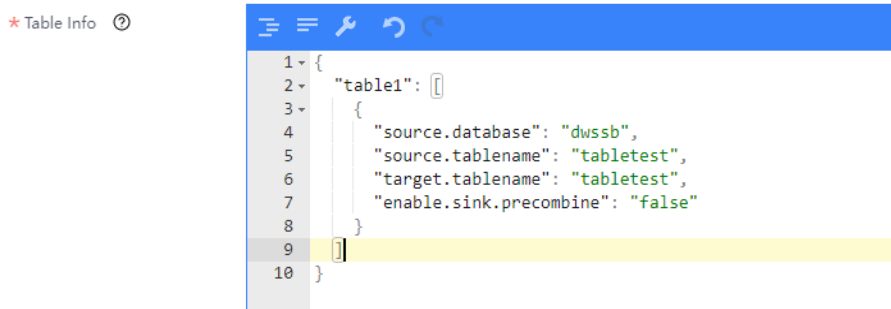 * Table Info ?
1 {
2 "table1": [
3 {
4 "source.database": "dwssb",
5 "source.tablename": "tabletest",
6 "target.tablename": "tabletest",
7 "enable.sink.precombine": "false"
8 }
9 ]
10 }